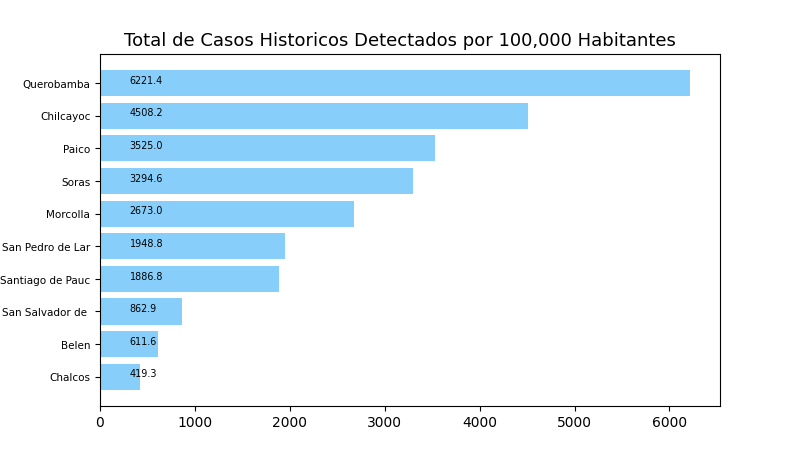 Total de Casos Historicos Detectados por 100,000 Habitantes
Querobamba 6221.4
Chilcayoc 4508.2
Paico 3525.0
Soras 3294.6
Morcolla 2673.0
San Pedro de Lar 1948.8
Santiago de Pauc 1886.8
San Salvador de 862.9
Belen 611.6
Chalcos 419.3
0 1000 2000 3000 4000 5000 6000